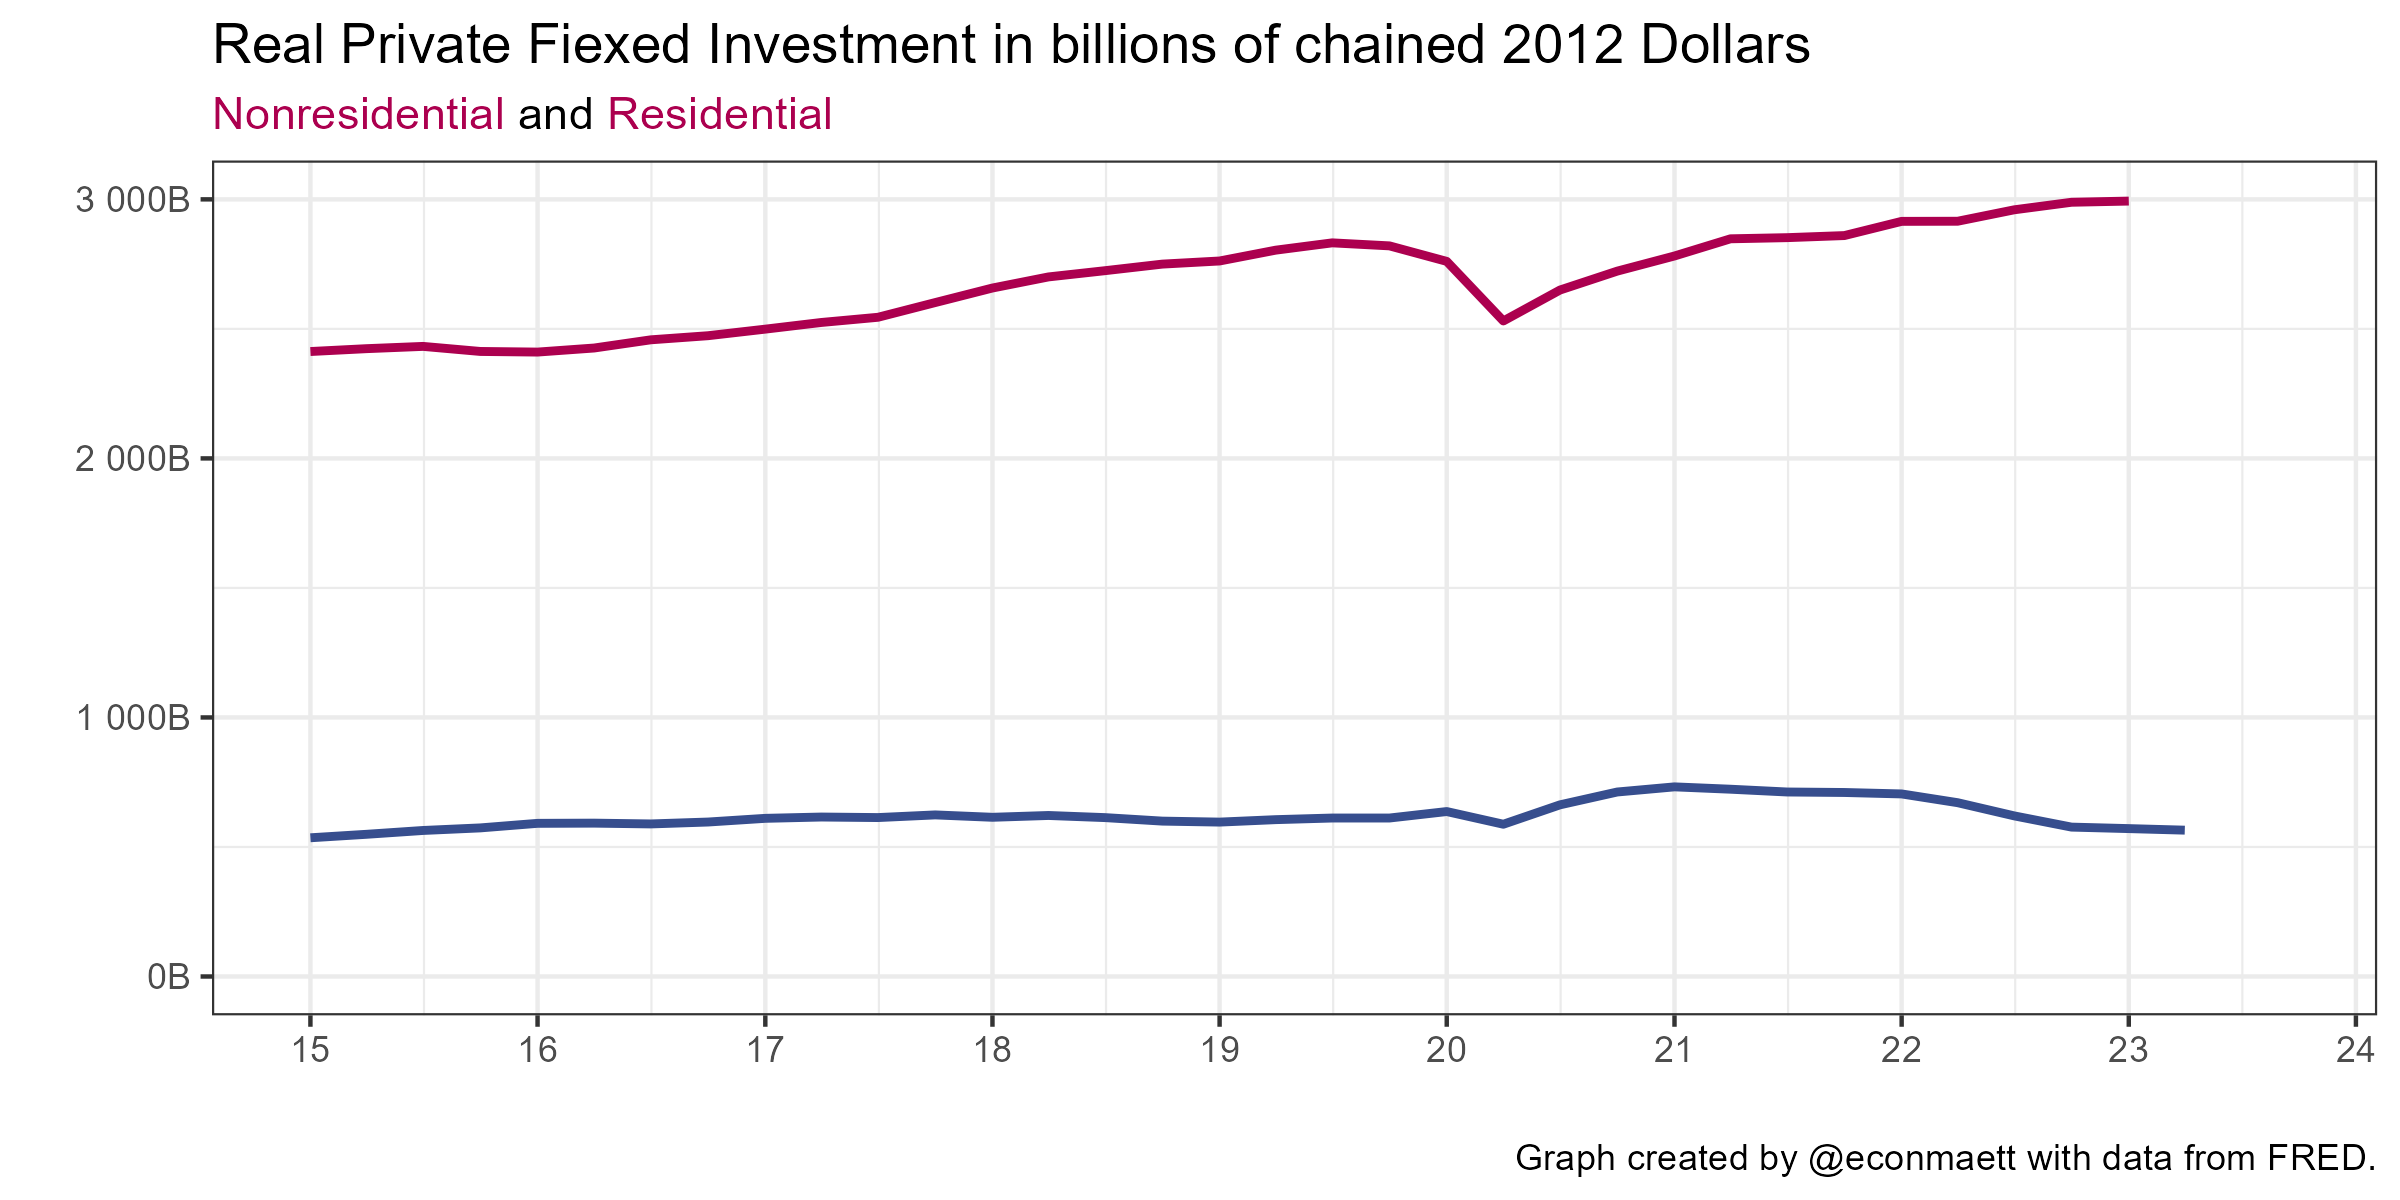 Real Private Fiexed Investment in billions of chained 2012 Dollars
Nonresidential and Residential
3 000B
2 000B
1 000B
0B
15 16 17 18 19 20 21 22 23 24
Graph created by @econmaett with data from FRED.